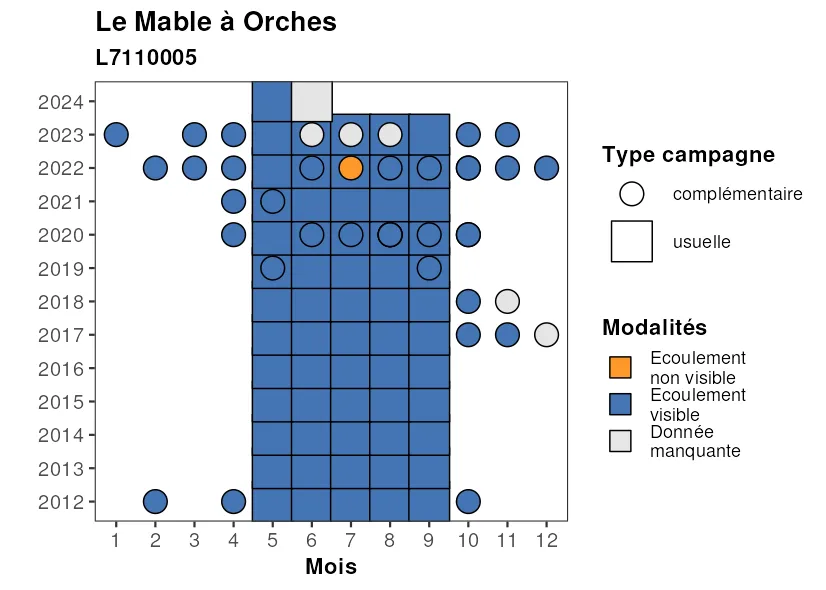 Le Mable à Orches
L7110005
2024
2023
2022
2021
2020
2019
2018
2017
2016
2015
2014
2013
2012
1 2 3 4 5 6 7 8 9 10 11 12
Mois
Type campagne
complémentaire
usuelle
Modalités
Ecoulement
non visible
Ecoulement
visible
Donnée
manquante